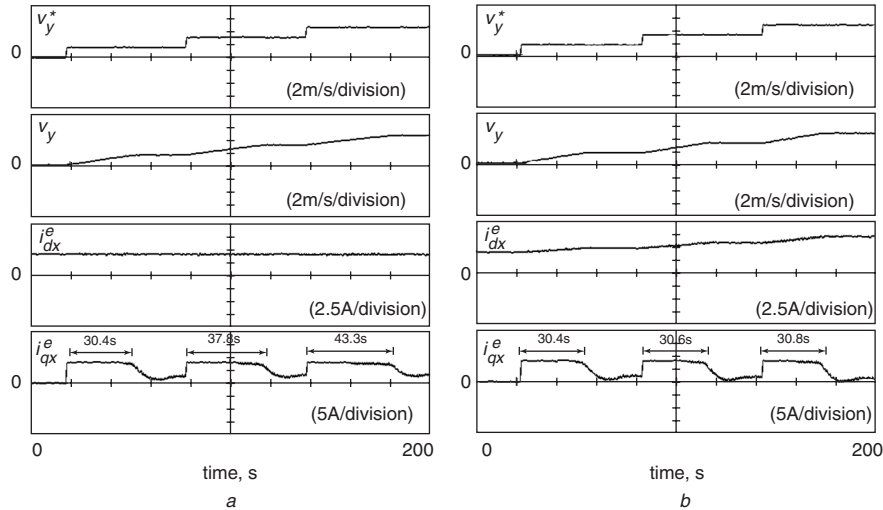 v*y
0
(2m/s/division)
vy
0
(2m/s/division)
iedx
0
(2.5A/division)
ieqx
30.4s
37.8s
43.3s
0
(5A/division)
0
200
time, s
a
v*y
0
(2m/s/division)
vy
0
(2m/s/division)
iedx
0
(2.5A/division)
ieqx
30.4s
30.6s
30.8s
0
(5A/division)
0
200
time, s
b